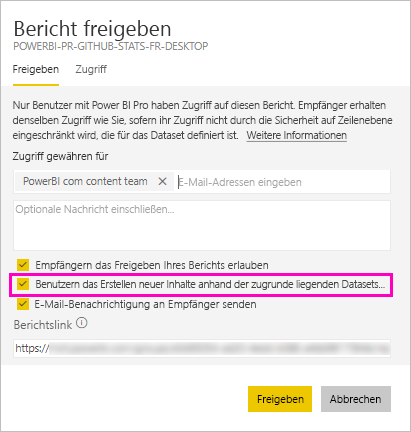 Bericht freigeben
POWERBI-PR-GITHUB-STATS-FR-DESKTOP
Freigeben Zugriff
Nur Benutzer mit Power BI Pro haben Zugriff auf diesen Bericht. Empfänger erhalten
denselben Zugriff wie Sie, sofern ihr Zugriff nicht durch die Sicherheit auf Zeilenebene
eingeschränkt wird, die für das Dataset definiert ist. Weitere Informationen
Zugriff gewähren für
PowerBI com content team E-Mail-Adressen eingeben
Optionale Nachricht einschließen...
Empfängern das Freigeben Ihres Berichts erlauben
Benutzern das Erstellen neuer Inhalte anhand der zugrunde liegenden Datasets...
E-Mail-Benachrichtigung an Empfänger senden
Berichtslink
https://
Freigeben Abbrechen